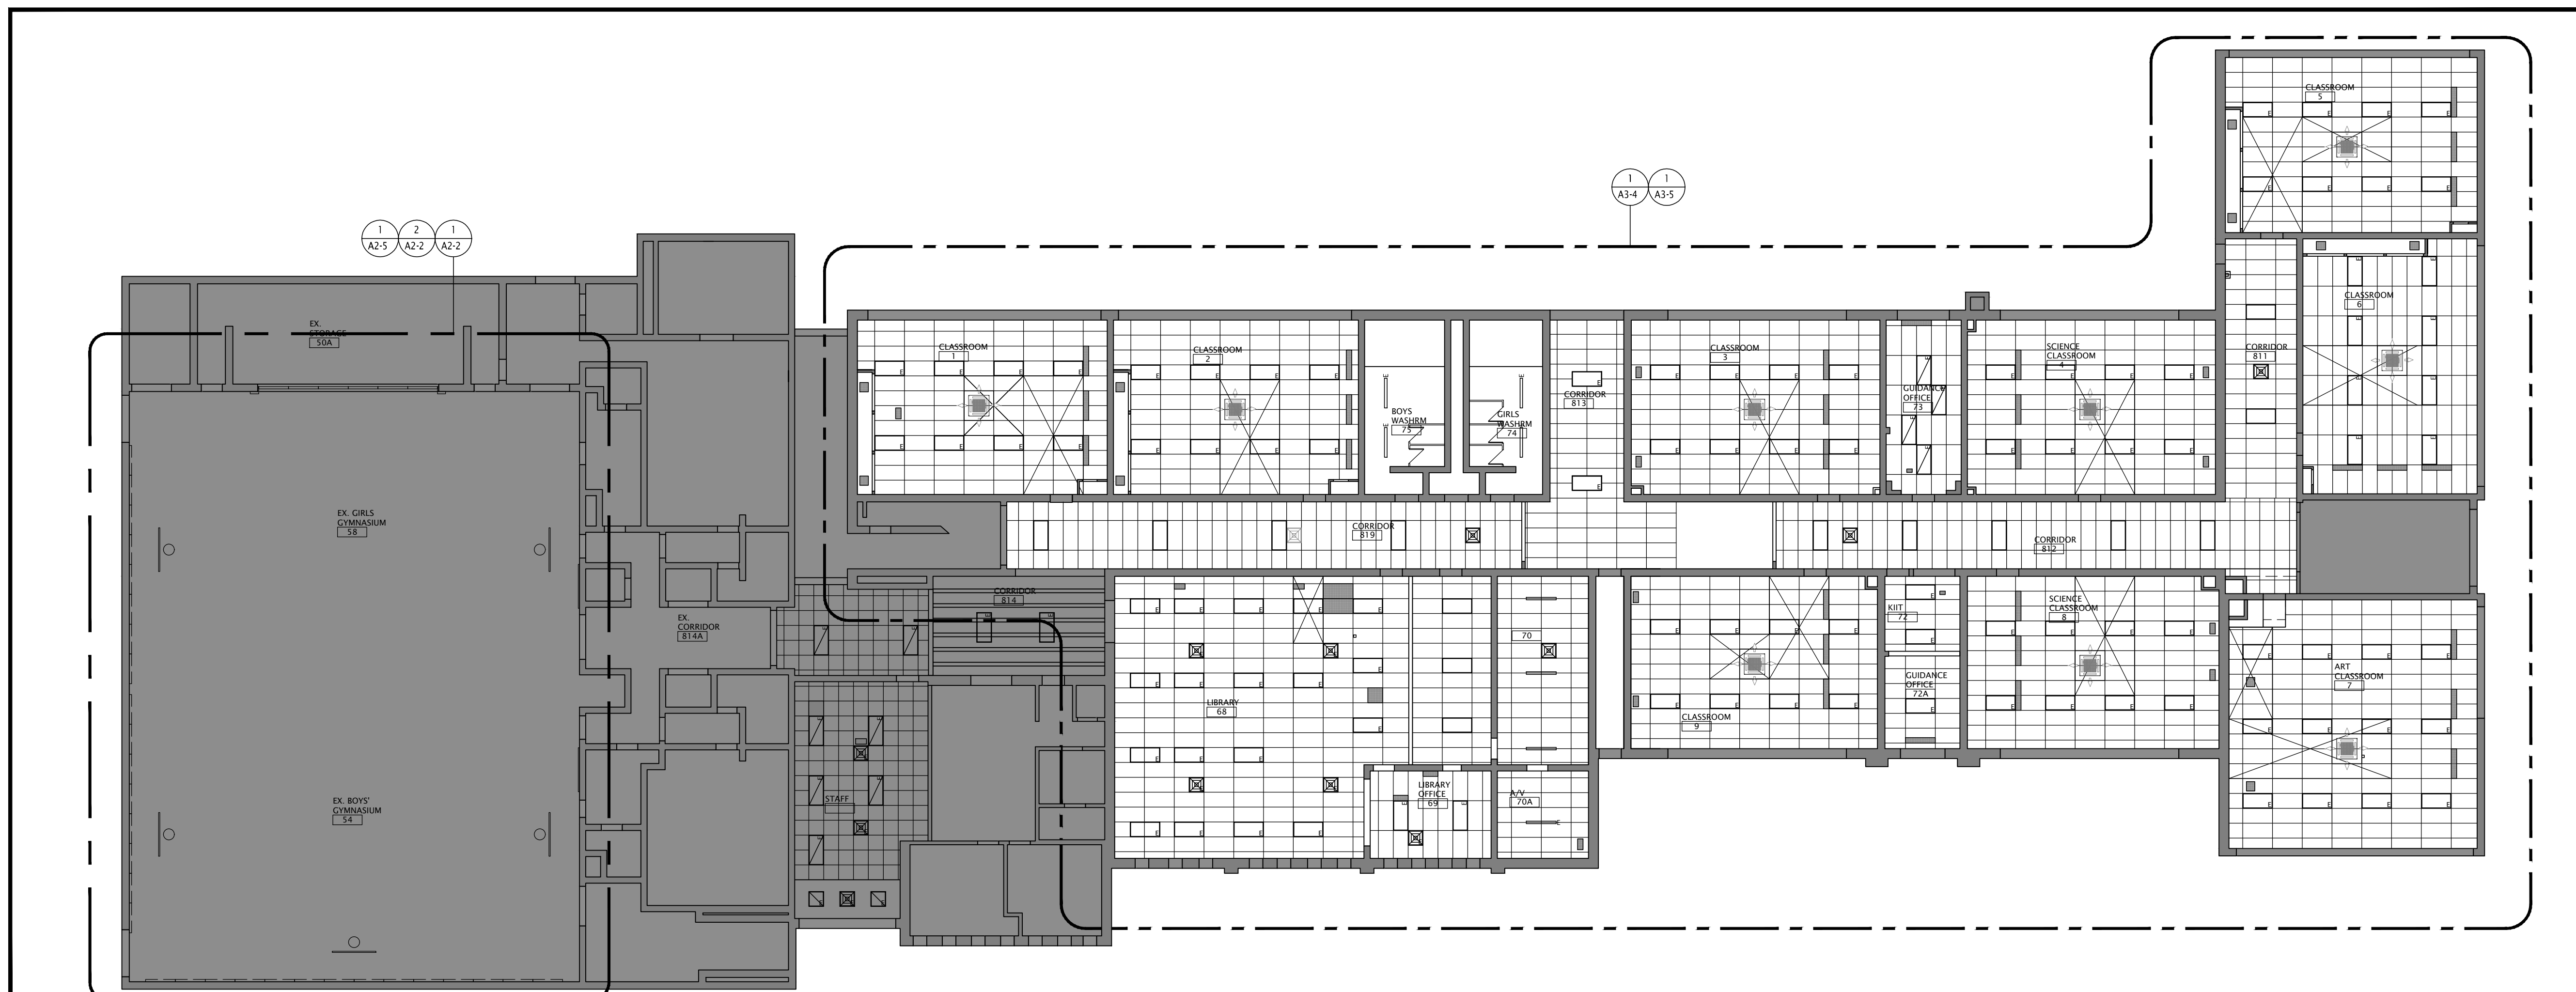 CLASSROOM
5
1
A3-4
1
A3-5
1
A2-5
2
A2-2
1
A2-2
EX.
STORAGE
50A
CLASSROOM
1
CLASSROOM
2
BOYS
WASHRM
75
GIRLS
WASHRM
74
CORRIDOR
813
CLASSROOM
3
GUIDANCE
OFFICE
73
SCIENCE
CLASSROOM
4
CORRIDOR
811
CLASSROOM
6
EX. GIRLS
GYMNASIUM
58
CORRIDOR
819
CORRIDOR
812
CORRIDOR
814
EX.
CORRIDOR
814A
70
KIIT
72
SCIENCE
CLASSROOM
8
GUIDANCE
OFFICE
72A
ART
CLASSROOM
7
LIBRARY
68
CLASSROOM
9
EX. BOYS'
GYMNASIUM
54
STAFF
LIBRARY
OFFICE
69
A/V
70A